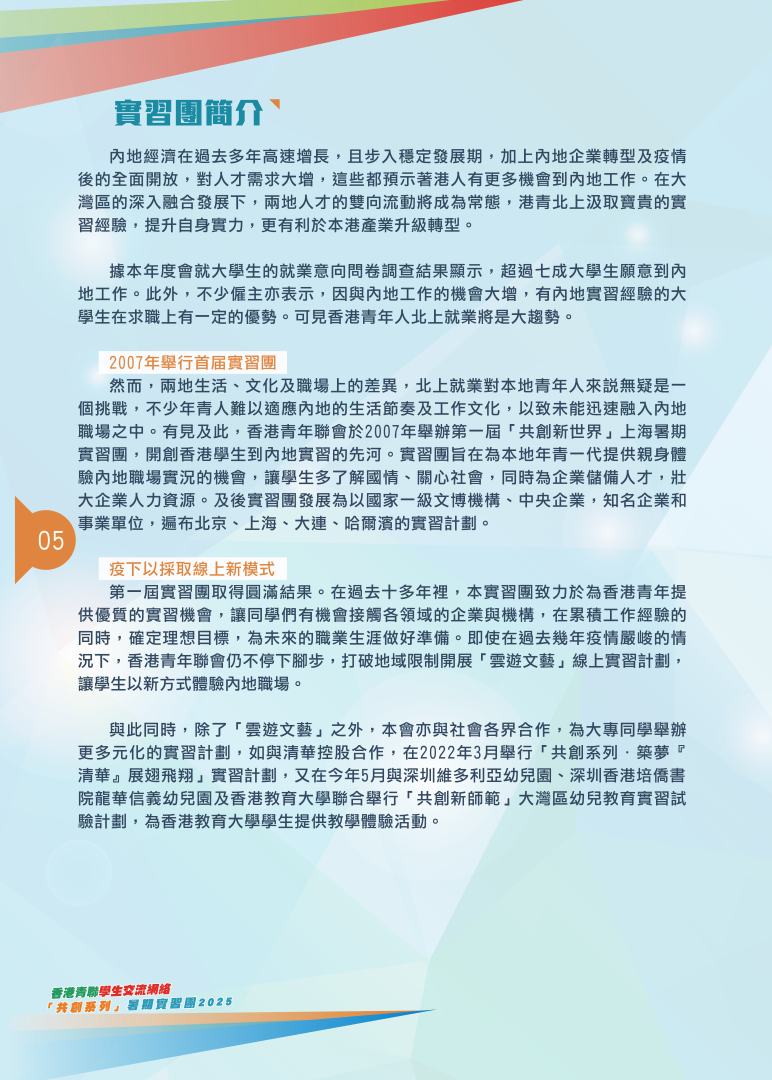 實習團簡介
內地經濟在過去多年高速增長，且步入穩定發展期，加上內地企業轉型及疫情
後的全面開放，對人才需求大增，這些都預示著港人有更多機會到內地工作。在大
灣區的深入融合發展下，兩地人才的雙向流動將成為常態，港青北上汲取寶貴的實
習經驗，提升自身實力，更有利於本港產業升級轉型。
據本年度會就大學生的就業意向問卷調查結果顯示，超過七成大學生願意到內
地工作。此外，不少僱主亦表示，因與內地工作的機會大增，有內地實習經驗的大
學生在求職上有一定的優勢。可見香港青年人北上就業將是大趨勢。
2007年舉行首屆實習團
然而，兩地生活、文化及職場上的差異，北上就業對本地青年人來說無疑是一
個挑戰，不少年青人難以適應內地的生活節奏及工作文化，以致未能迅速融入內地
職場之中。有見及此，香港青年聯會於2007年舉辦第一屆「共創新世界」上海暑期
實習團，開創香港學生到內地實習的先河。實習團旨在為本地年青一代提供親身體
驗內地職場實況的機會，讓學生多了解國情、關心社會，同時為企業儲備人才，壯
大企業人力資源。及後實習團發展為以國家一級文博機構、中央企業，知名企業和
事業單位，遍布北京、上海、大連、哈爾濱的實習計劃。
05
疫下以採取線上新模式
第一屆實習團取得圓滿結果。在過去十多年裡，本實習團致力於為香港青年提
供優質的實習機會，讓同學們有機會接觸各領域的企業與機構，在累積工作經驗的
同時，確定理想目標，為未來的職業生涯做好準備。即使在過去幾年疫情嚴峻的情
況下，香港青年聯會仍不停下腳步，打破地域限制開展「雲遊文藝」線上實習計劃，
讓學生以新方式體驗內地職場。
與此同時，除了「雲遊文藝」之外，本會亦與社會各界合作，為大專同學舉辦
更多元化的實習計劃，如與清華控股合作，在2022年3月舉行「共創系列．築夢『
清華』展翅飛翔」實習計劃，又在今年5月與深圳維多利亞幼兒園、深圳香港培僑書
院龍華信義幼兒園及香港教育大學聯合舉行「共創新師範」大灣區幼兒教育實習試
驗計劃，為香港教育大學學生提供教學體驗活動。
香港青聯學生交流網絡
「共創系列」暑期實習團2025